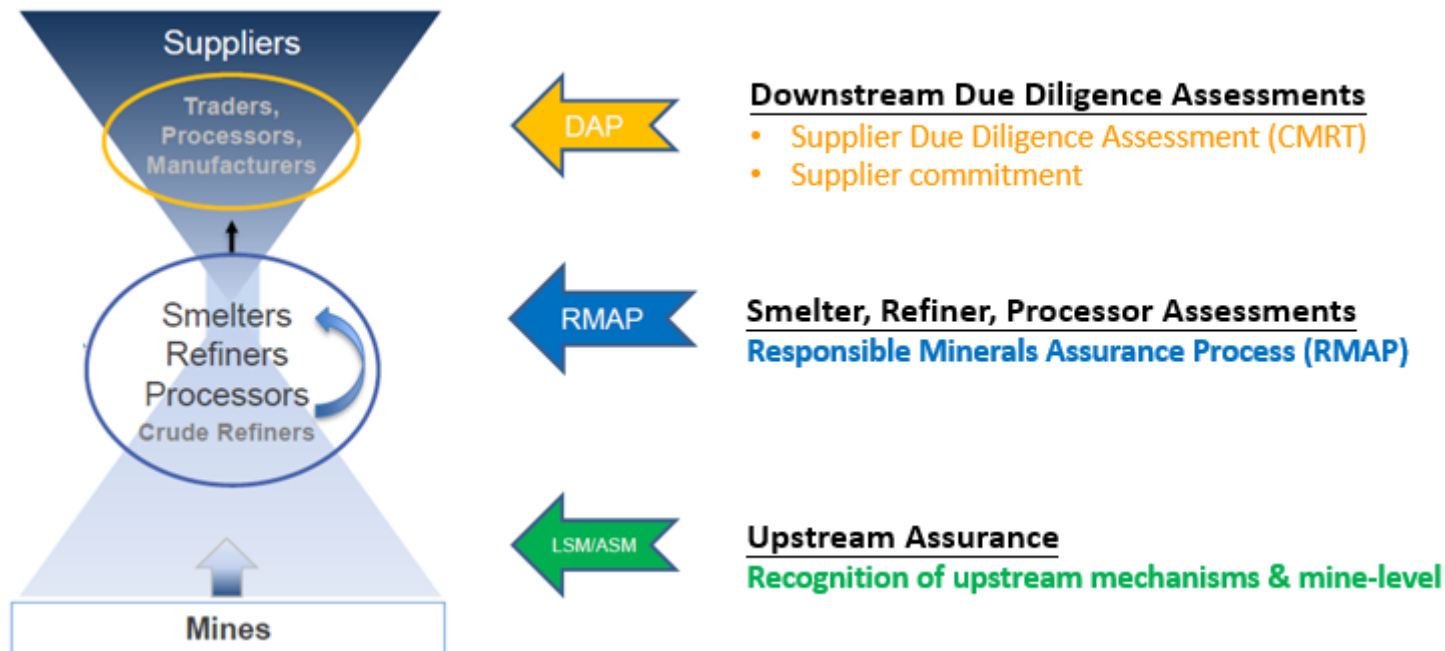 Suppliers
Traders,
Processors,
Manufacturers
DAP
Downstream Due Diligence Assessments
• Supplier Due Diligence Assessment (CMRT)
• Supplier commitment
Smelters
Refiners
Processors
Crude Refiners
RMAP
Smelter, Refiner, Processor Assessments
Responsible Minerals Assurance Process (RMAP)
LSM/ASM
Upstream Assurance
Recognition of upstream mechanisms & mine-level
Mines